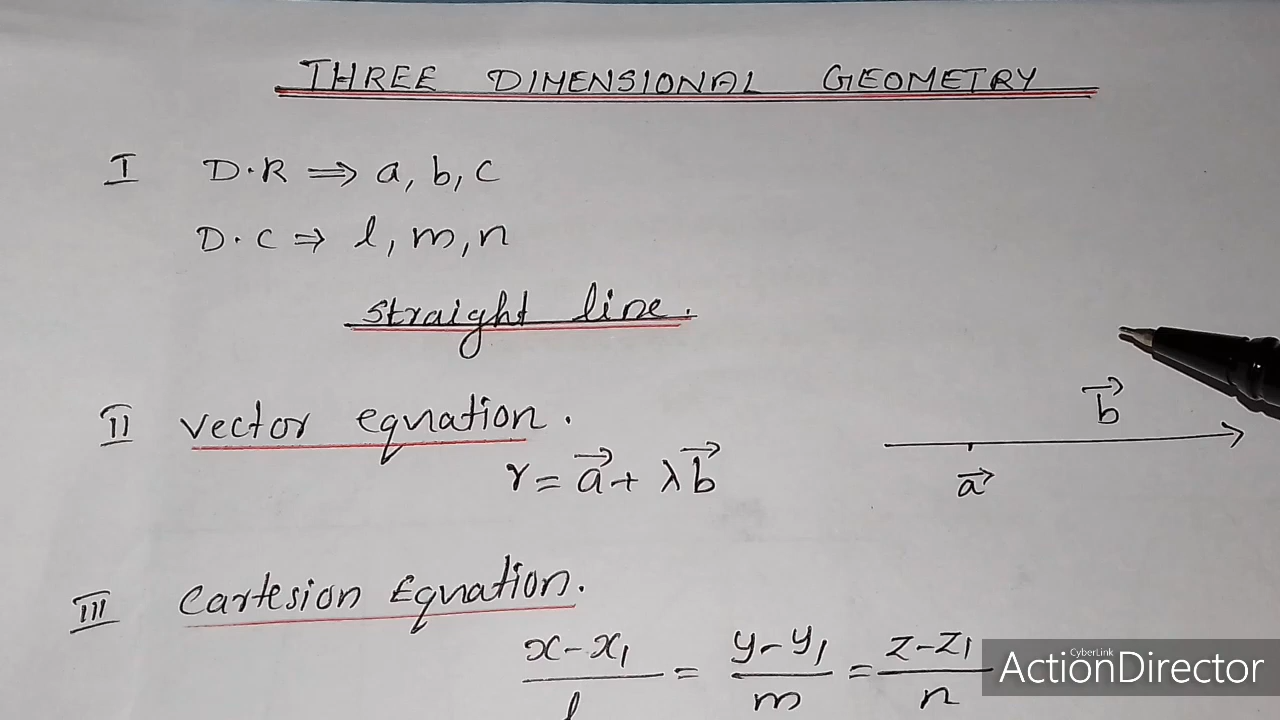 THREE DIMENSIONAL GEOMETRY
I D.R ⇒ a, b, c
D.C ⇒ l, m, n
Straight line.
II Vector equation.
r = a⃗ + λb⃗
b⃗
a⃗
III Cartesion Equation.
x-x₁/l = y-y₁/m = z-z₁/n
CyberLink
ActionDirector